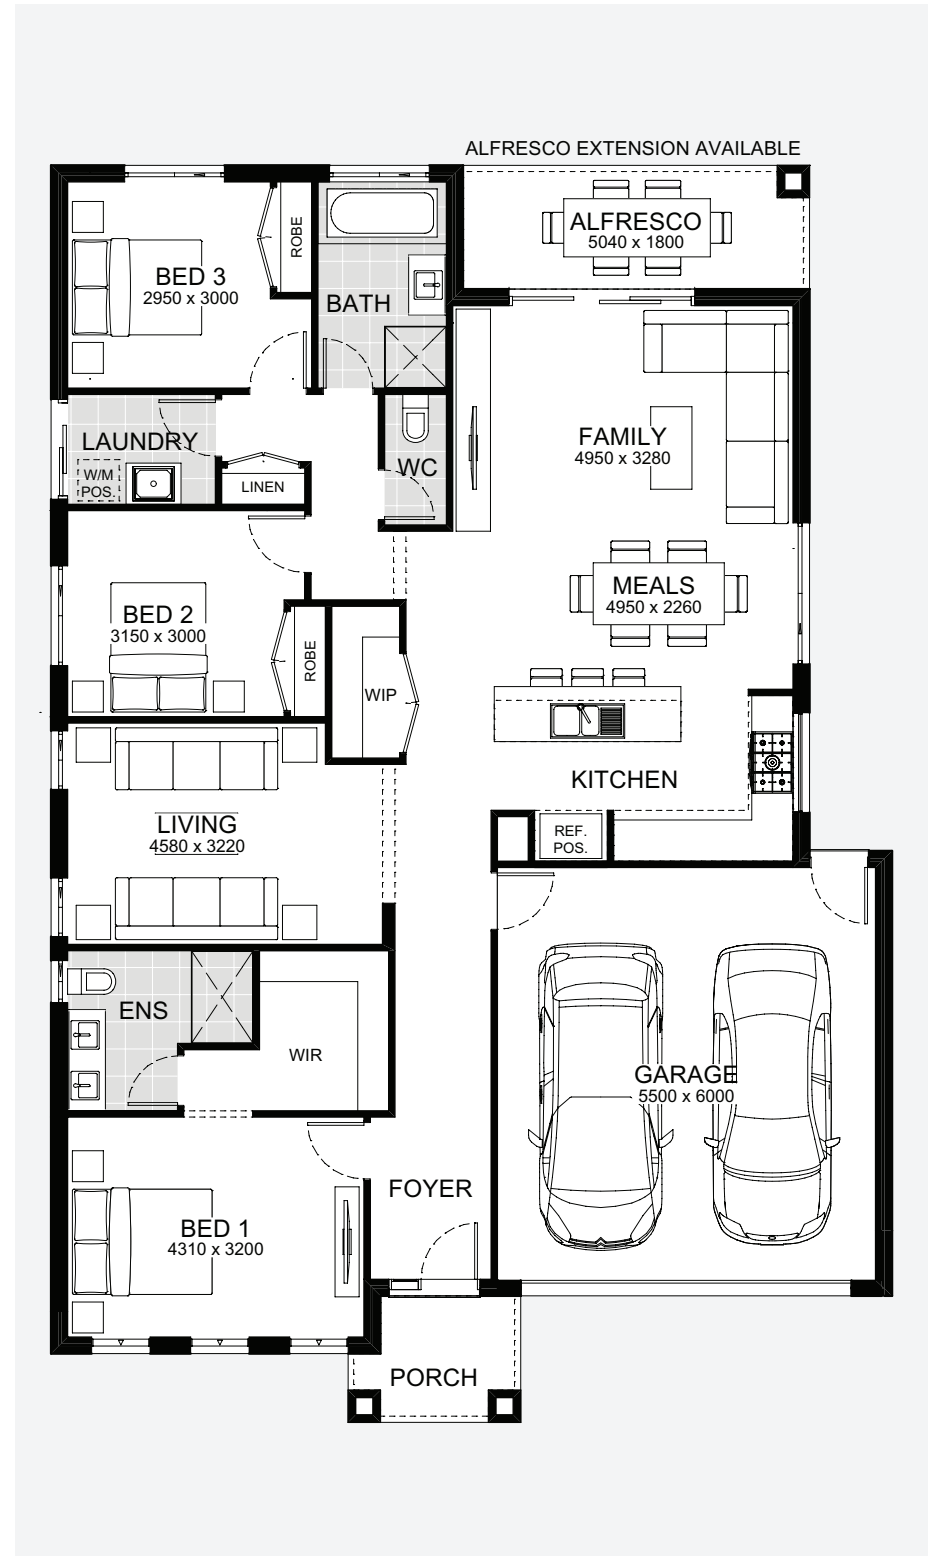 ALFRESCO EXTENSION AVAILABLE
ALFRESCO
5040 x 1800
ROBE
BED 3
2950 x 3000
BATH
FAMILY
4950 x 3280
LAUNDRY
WC
W/M
POS.
LINEN
MEALS
4950 x 2260
BED 2
3150 x 3000
ROBE
WIP
KITCHEN
LIVING
4580 x 3220
REF.
POS.
ENS
WIR
GARAGE
5500 x 6000
FOYER
BED 1
4310 x 3200
PORCH